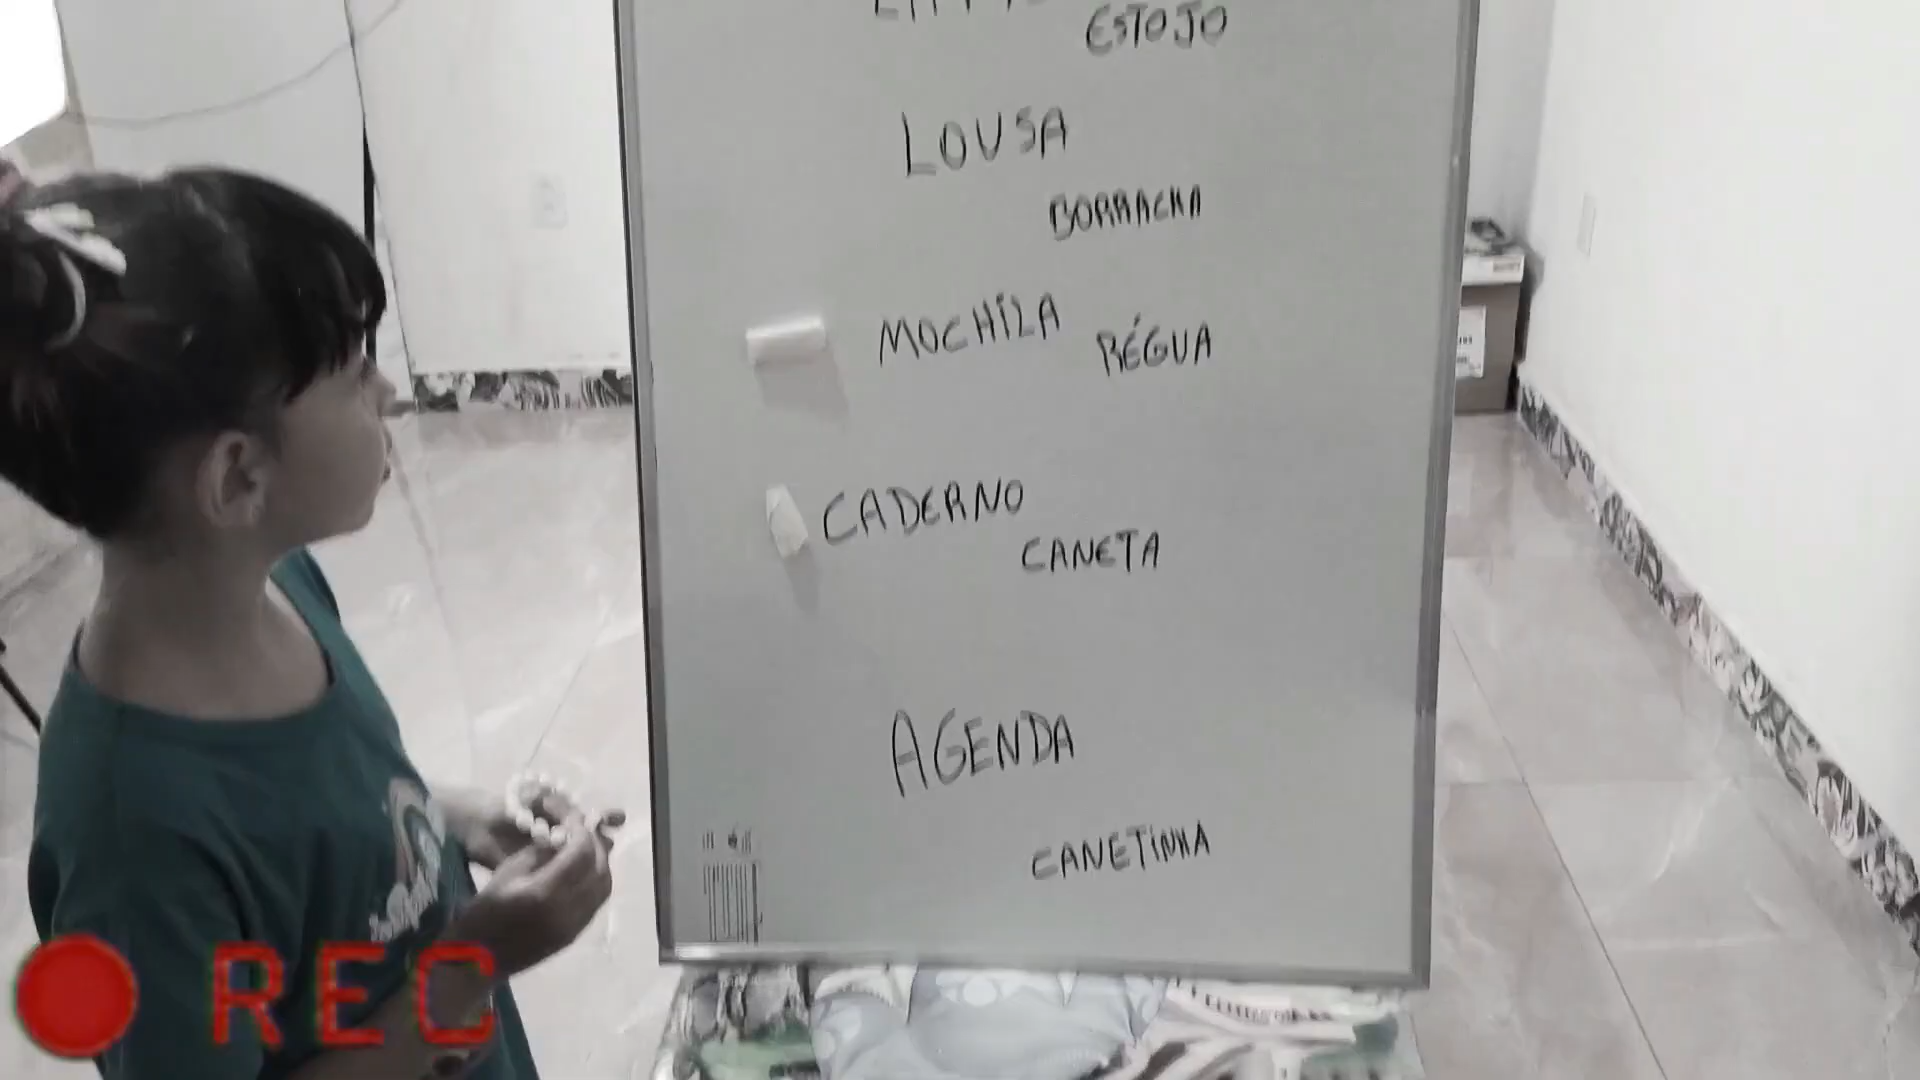 ESTOJO
LOUSA
BORRACHA
MOCHILA
RÉGUA
CADERNO
CANETA
AGENDA
CANETINHA
REC